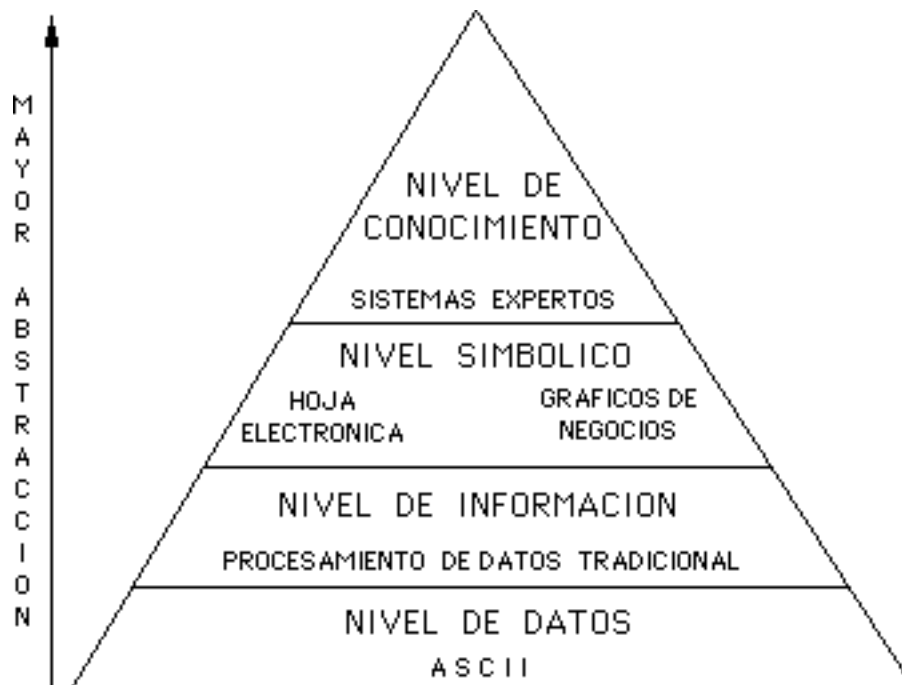 MAYOR ABSTRACCION
NIVEL DE
CONOCIMIENTO
SISTEMAS EXPERTOS
NIVEL SIMBOLICO
HOJA
ELECTRONICA
GRAFICOS DE
NEGOCIOS
NIVEL DE INFORMACION
PROCESAMIENTO DE DATOS TRADICIONAL
NIVEL DE DATOS
ASCII